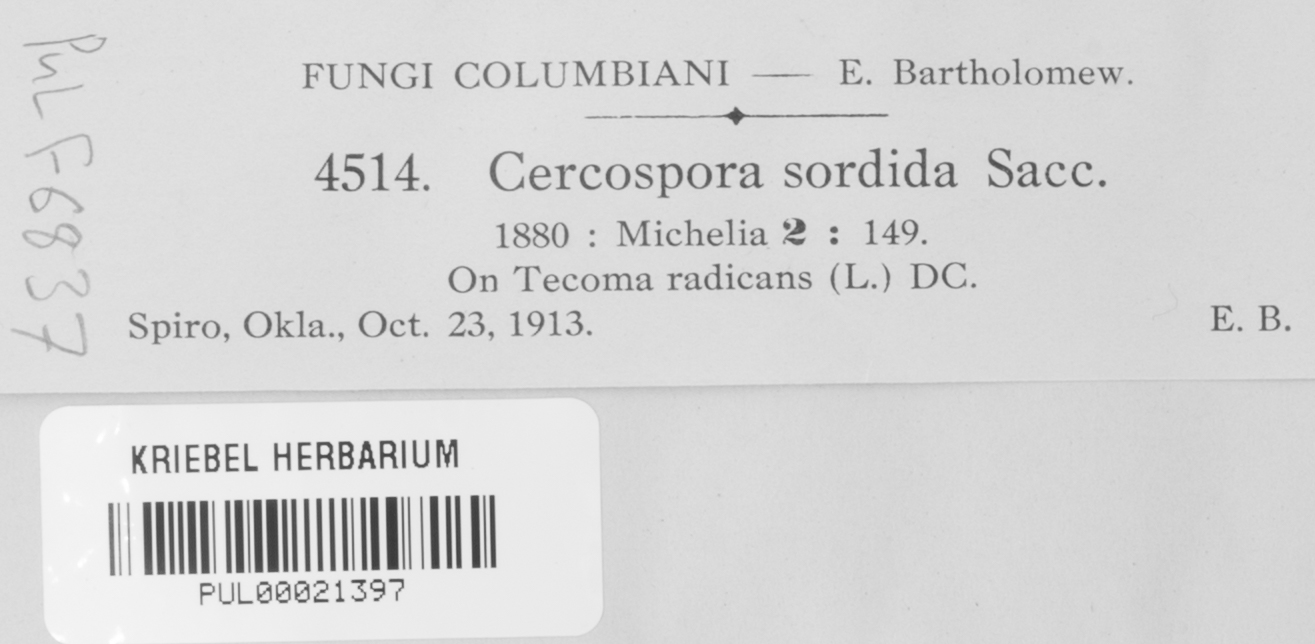 FUNGI COLUMBIANI — E. Bartholomew.
4514. Cercospora sordida Sacc.
1880 : Michelia 2 : 149.
On Tecoma radicans (L.) DC.
Spiro, Okla., Oct. 23, 1913. E. B.
PUL F6837
KRIEBEL HERBARIUM
PUL00021397